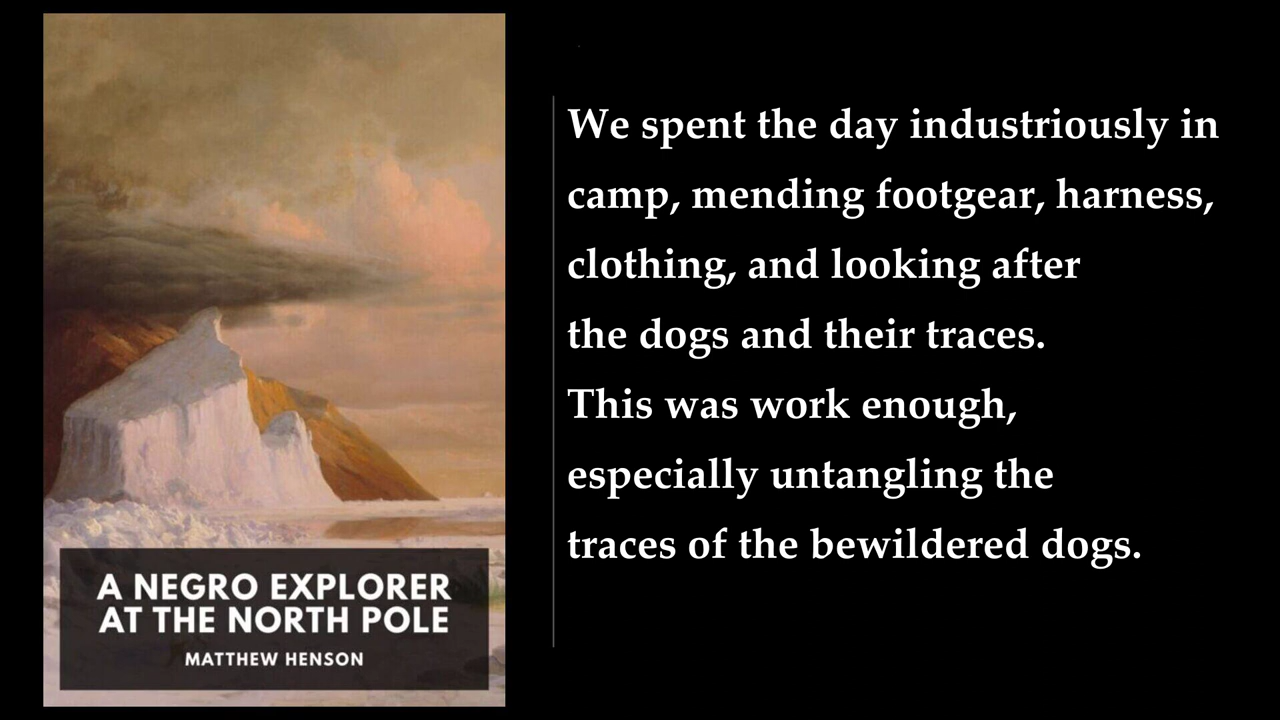 A NEGRO EXPLORER
AT THE NORTH POLE
MATTHEW HENSON
We spent the day industriously in
camp, mending footgear, harness,
clothing, and looking after
the dogs and their traces.
This was work enough,
especially untangling the
traces of the bewildered dogs.